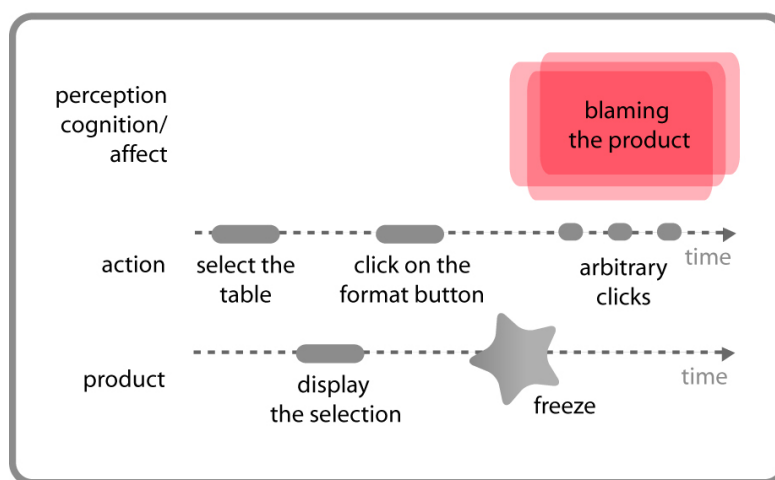 perception
cognition/
affect
blaming
the product
action
time
select the
table
click on the
format button
arbitrary
clicks
product
time
display
the selection
freeze